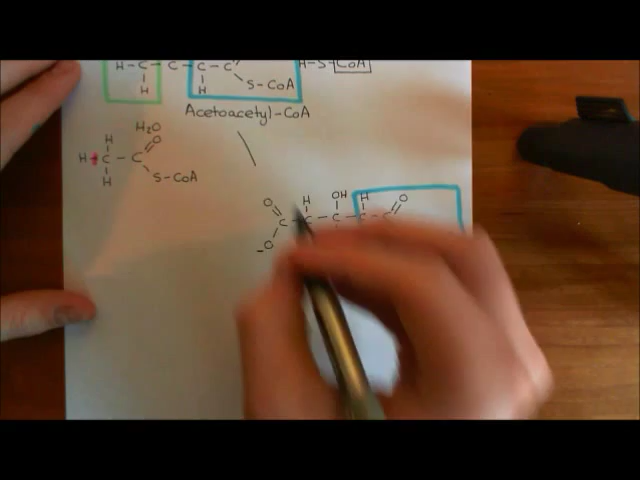 H - C - C - C - C
H-S-CoA
H H S-CoA
Acetoacetyl-CoA
H₂O
H O
H C - C
H S-CoA
O H OH H O
C - C - C - C - C
-O